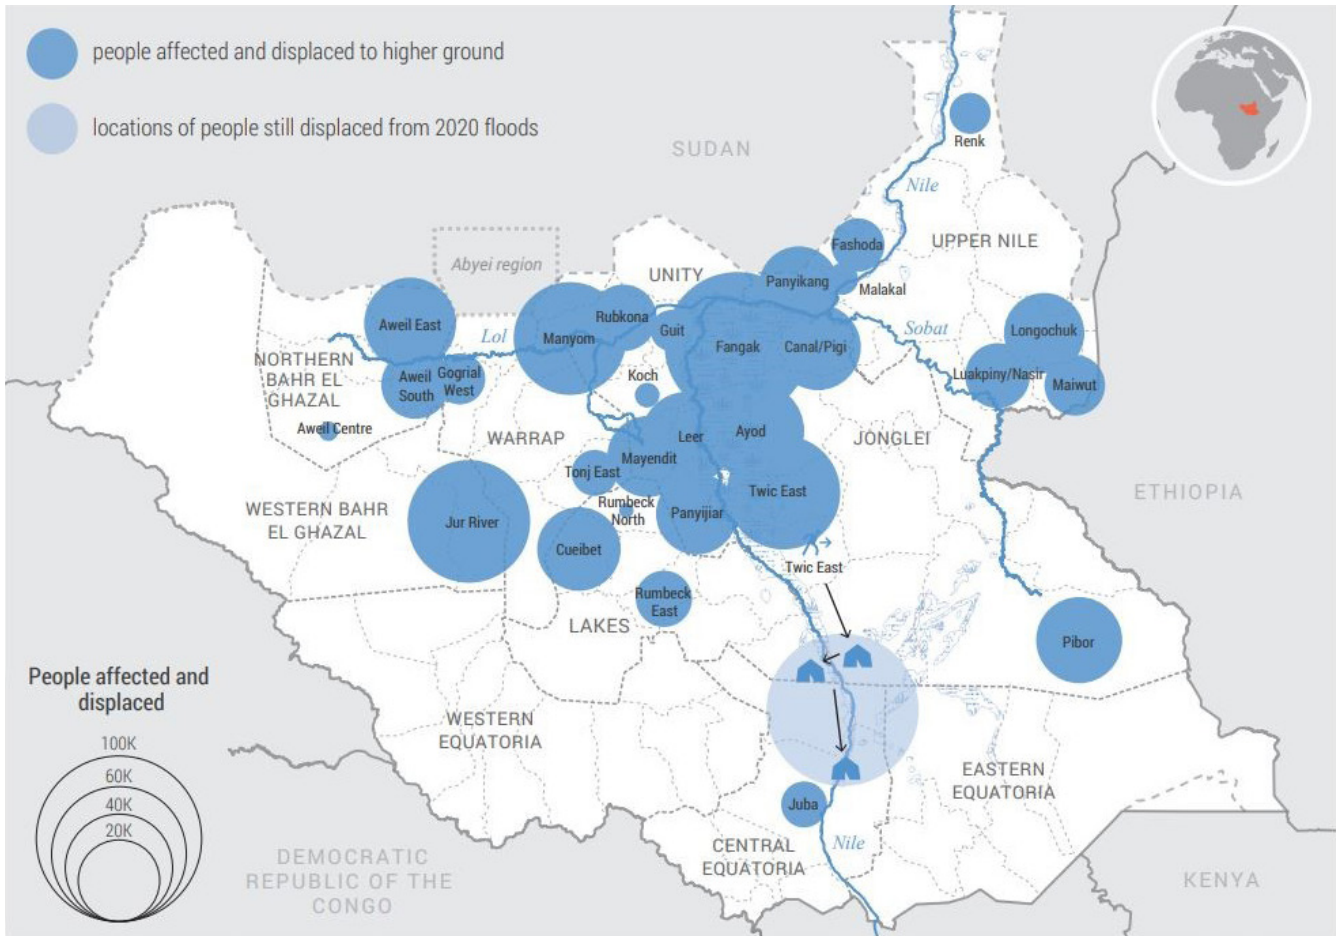 people affected and displaced to higher ground
locations of people still displaced from 2020 floods
SUDAN
Renk
Nile
Fashoda
UPPER NILE
Abyei region
UNITY
Panyikang
Malakal
Aweil East
Lol
Manyom
Rubkona
Guit
Fangak
Canal/Pigi
Sobat
Longochuk
NORTHERN
BAHR EL
GHAZAL
Aweil
South
Gogrial
West
Koch
Luakpiny/Nasir
Maiwut
Aweil Centre
WARRAP
Leer
Ayod
JONGLEI
Mayendit
Tonj East
Twic East
ETHIOPIA
WESTERN BAHR
EL GHAZAL
Jur River
Rumbeck
North
Panyijiar
Cueibet
Twic East
Rumbeck
East
LAKES
Pibor
People affected and
displaced
100K
60K
40K
20K
WESTERN
EQUATORIA
EASTERN
EQUATORIA
Juba
Nile
CENTRAL
EQUATORIA
DEMOCRATIC
REPUBLIC OF THE
CONGO
KENYA